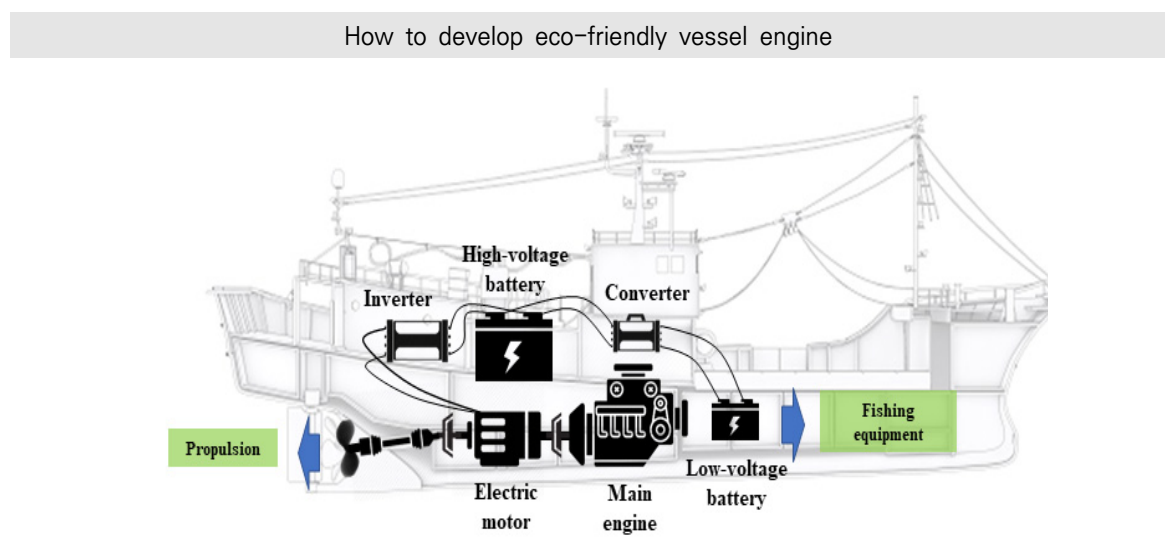 How to develop eco-friendly vessel engine
High-voltage
battery
Inverter
Converter
Fishing
equipment
Propulsion
Low-voltage
battery
Electric
motor
Main
engine